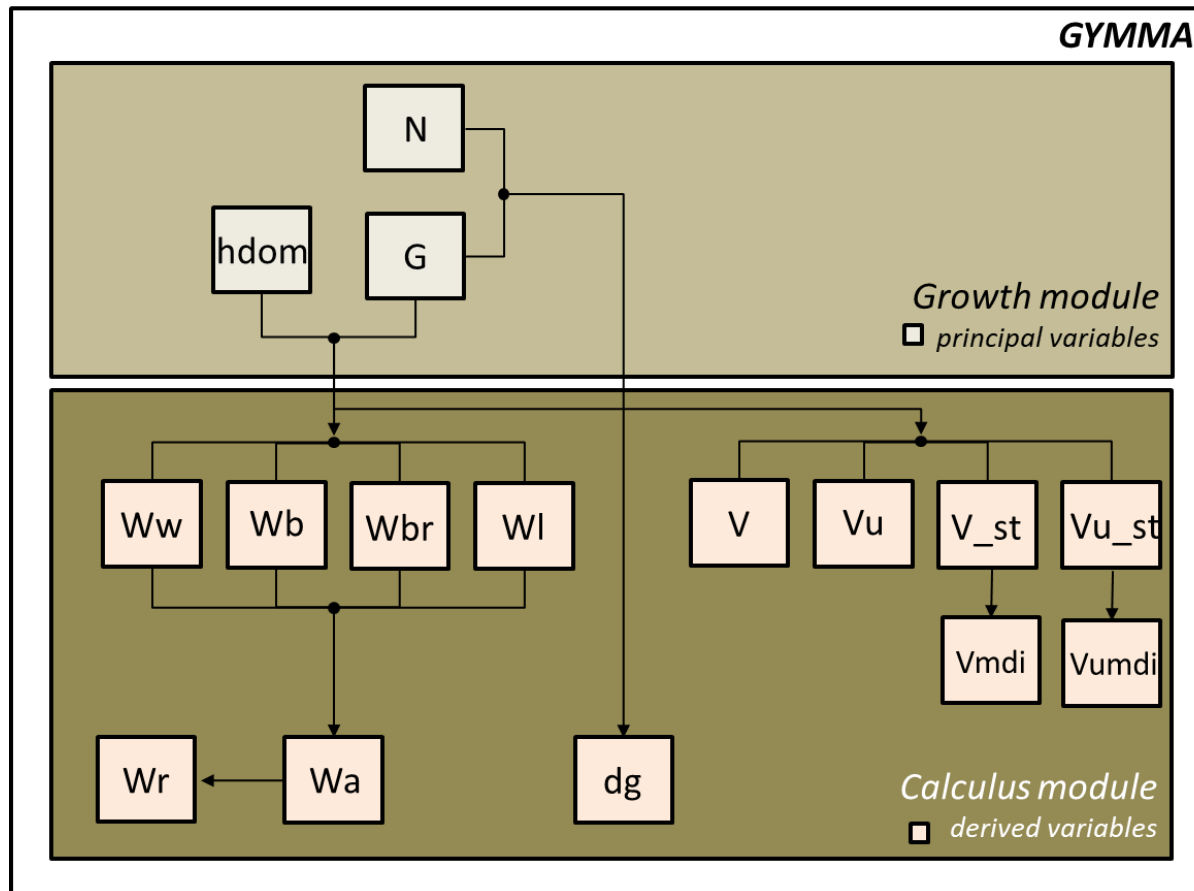 GYMMA
N
hdom
G
Growth module
principal variables
Ww
Wb
Wbr
Wl
V
Vu
V_st
Vu_st
Vmdi
Vumdi
Wr
Wa
dg
Calculus module
derived variables